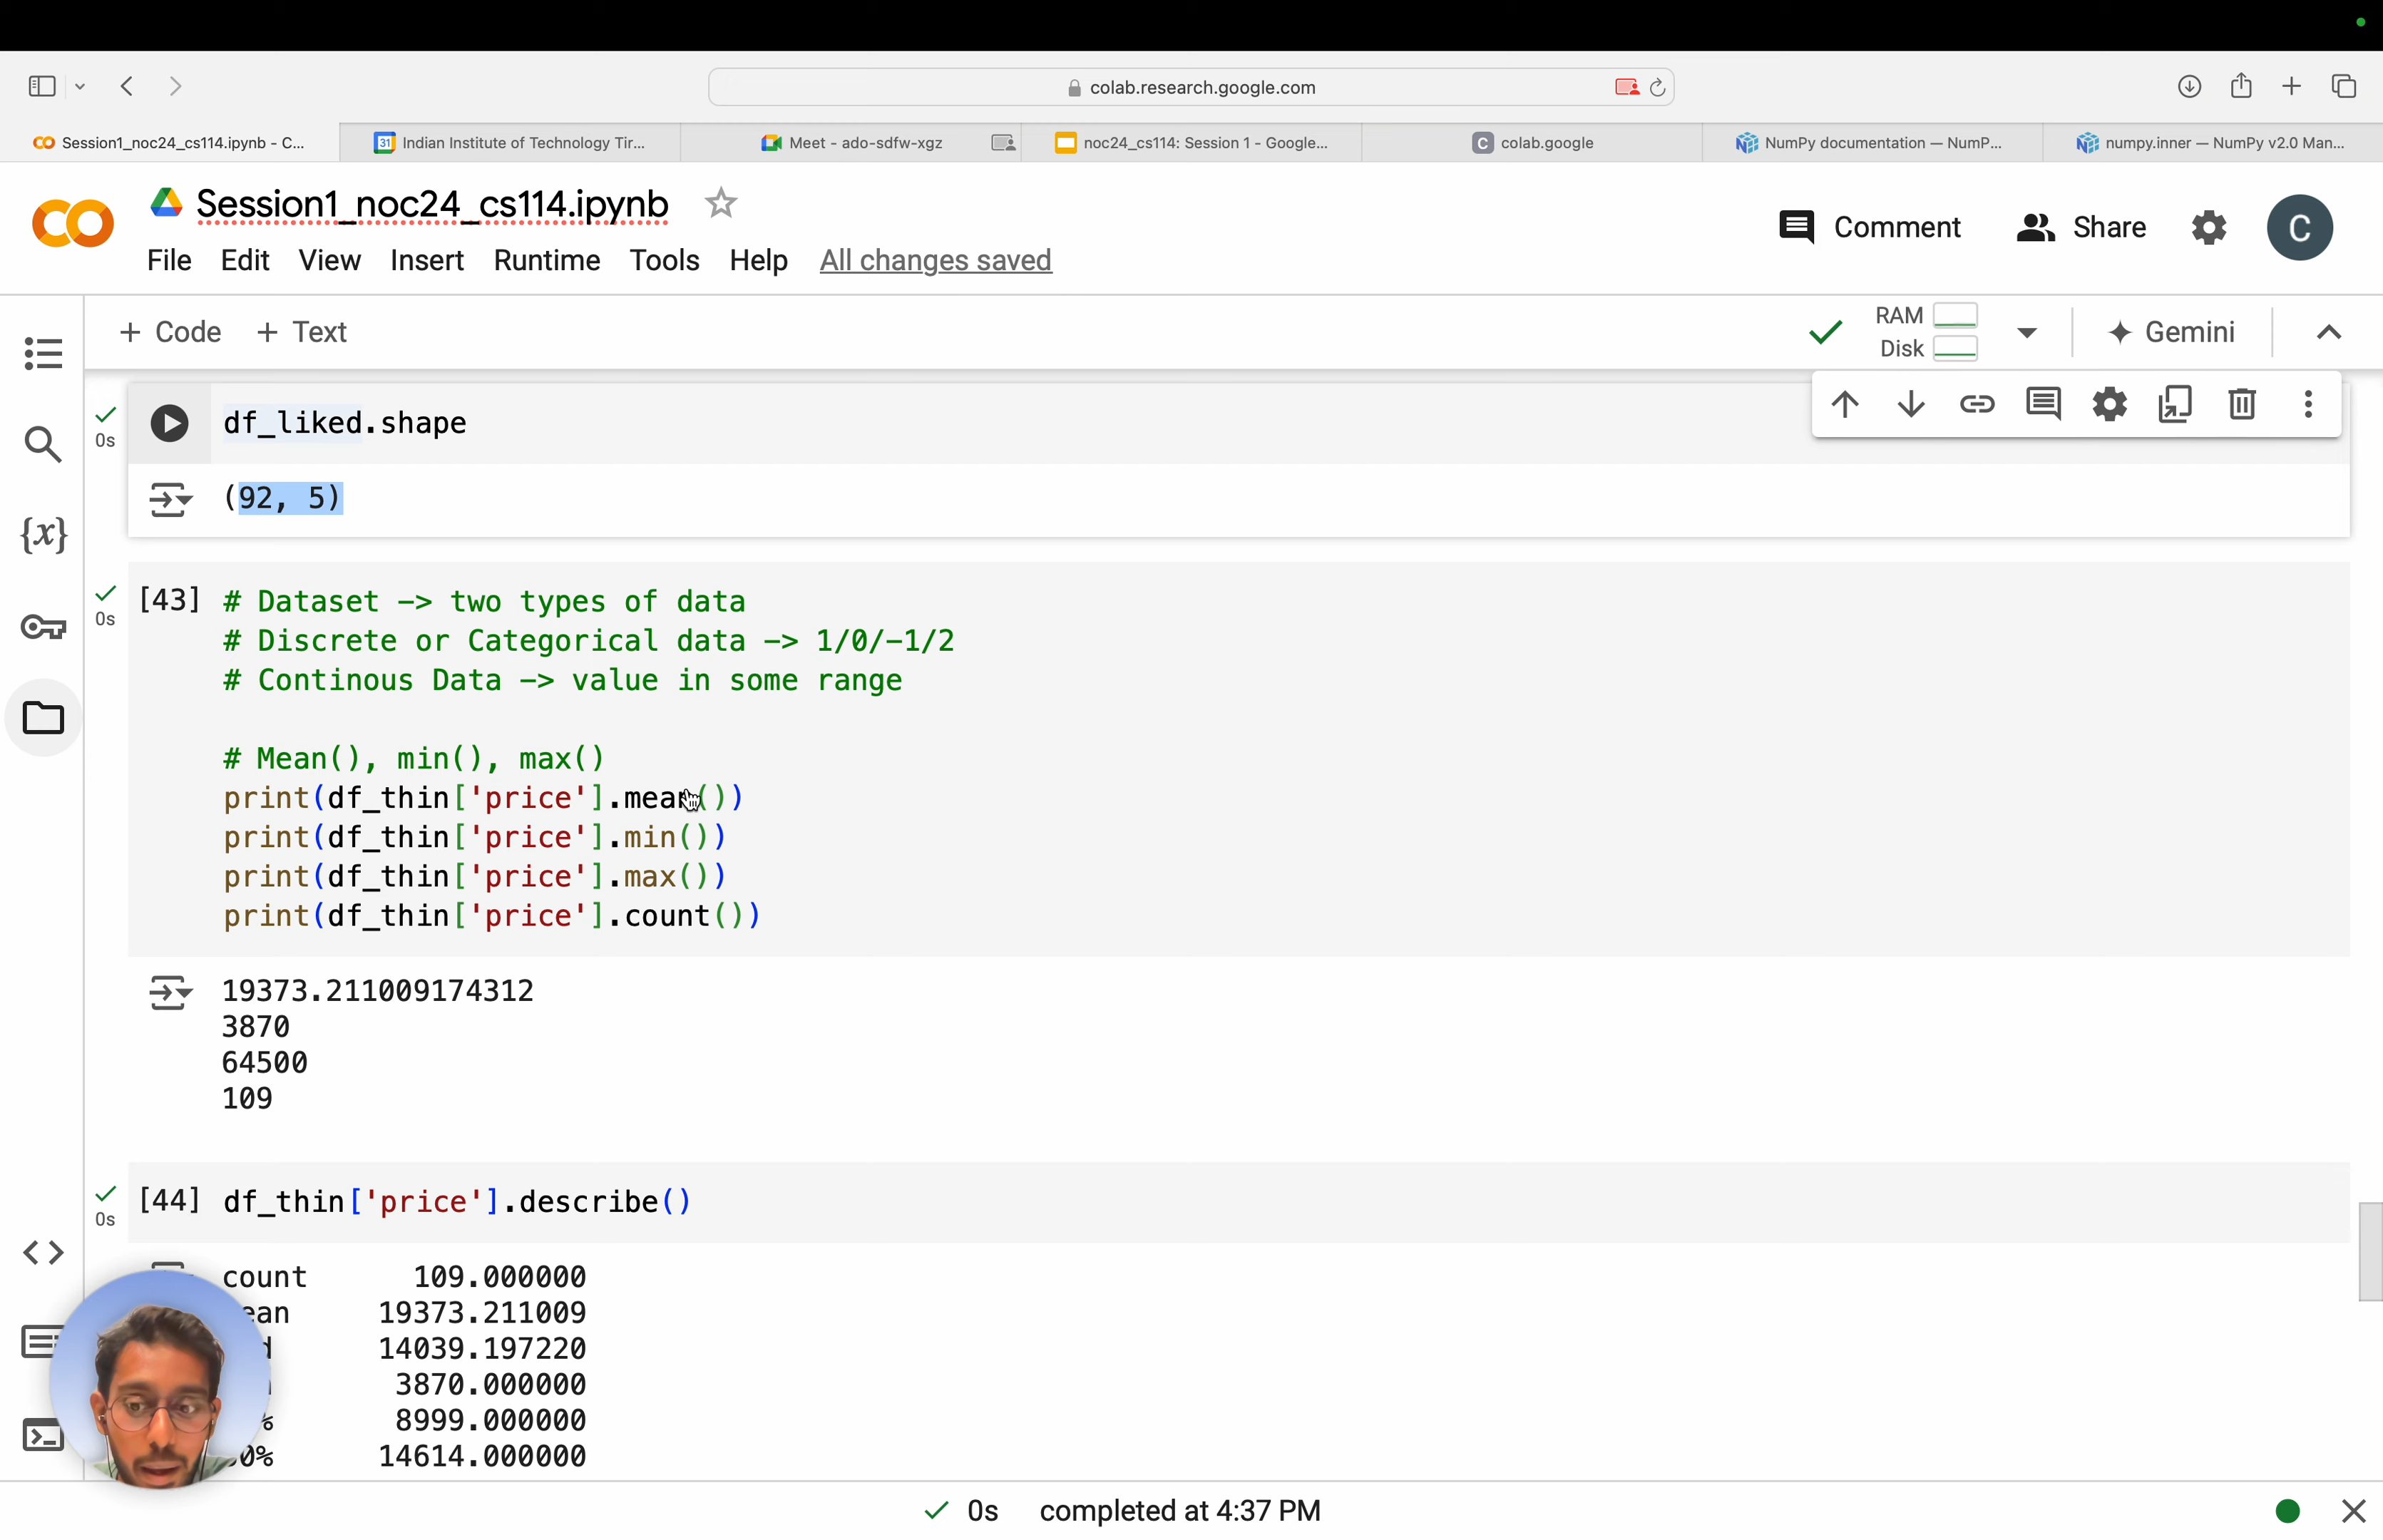 colab.research.google.com
Session1_noc24_cs114.ipynb - C...
31 Indian Institute of Technology Tir...
Meet - ado-sdfw-xgz
noc24_cs114: Session 1 - Google...
C colab.google
NumPy documentation — NumP...
numpy.inner — NumPy v2.0 Man...
Session1_noc24_cs114.ipynb
Comment
Share
C
File Edit View Insert Runtime Tools Help All changes saved
+ Code + Text
RAM
Disk
Gemini
0s
df_liked.shape
(92, 5)
{x}
0s
[43] # Dataset -> two types of data
# Discrete or Categorical data -> 1/0/-1/2
# Continous Data -> value in some range
# Mean(), min(), max()
print(df_thin['price'].mean())
print(df_thin['price'].min())
print(df_thin['price'].max())
print(df_thin['price'].count())
19373.211009174312
3870
64500
109
0s
[44] df_thin['price'].describe()
count 109.000000
ean 19373.211009
14039.197220
3870.000000
% 8999.000000
0% 14614.000000
0s completed at 4:37 PM